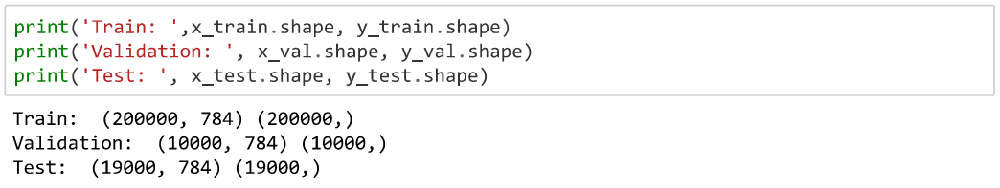 print('Train: ',x_train.shape, y_train.shape)
print('Validation: ', x_val.shape, y_val.shape)
print('Test: ', x_test.shape, y_test.shape)
Train:  (200000, 784) (200000,)
Validation:  (10000, 784) (10000,)
Test:  (19000, 784) (19000,)